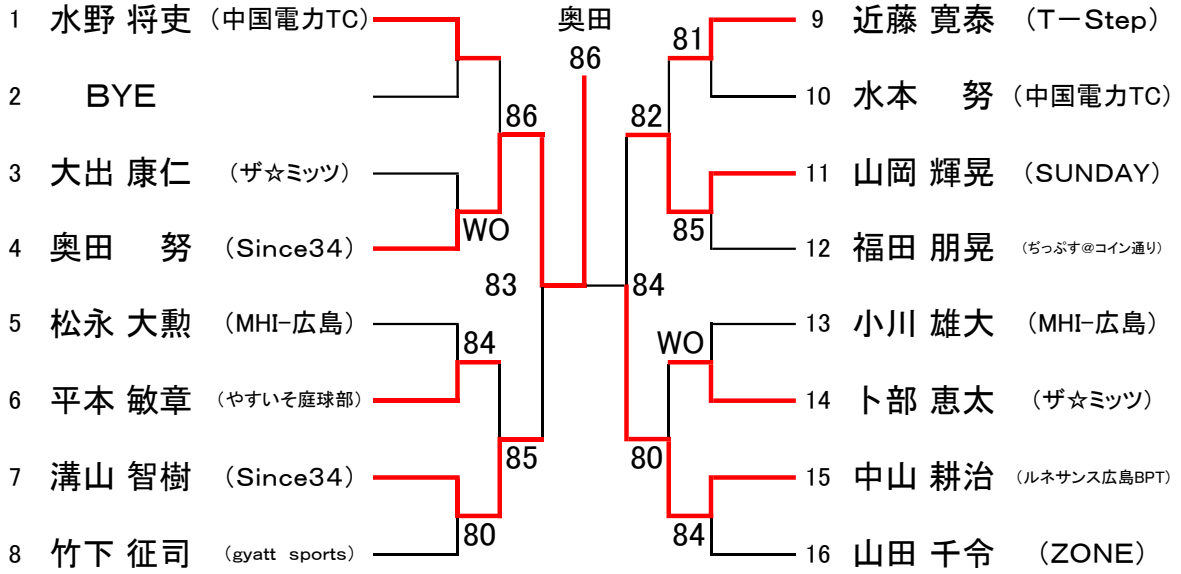 奥田
86
1 水野 将吏 （中国電力TC）
2 BYE
86
3 大出 康仁 （ザ☆ミッツ）
WO
4 奥田 努 （Since34）
83
5 松永 大勲 （MHI-広島）
84
6 平本 敏章 （やすいそ庭球部）
85
7 溝山 智樹 （Since34）
80
8 竹下 征司 （gyatt sports）
9 近藤 寛泰 （T－Step）
81
10 水本 努 （中国電力TC）
82
11 山岡 輝晃 （SUNDAY）
85
12 福田 朋晃 （ぢっぷす@コイン通り）
84
13 小川 雄大 （MHI-広島）
WO
14 卜部 恵太 （ザ☆ミッツ）
80
15 中山 耕治 （ルネサンス広島BPT）
84
16 山田 千令 （ZONE）